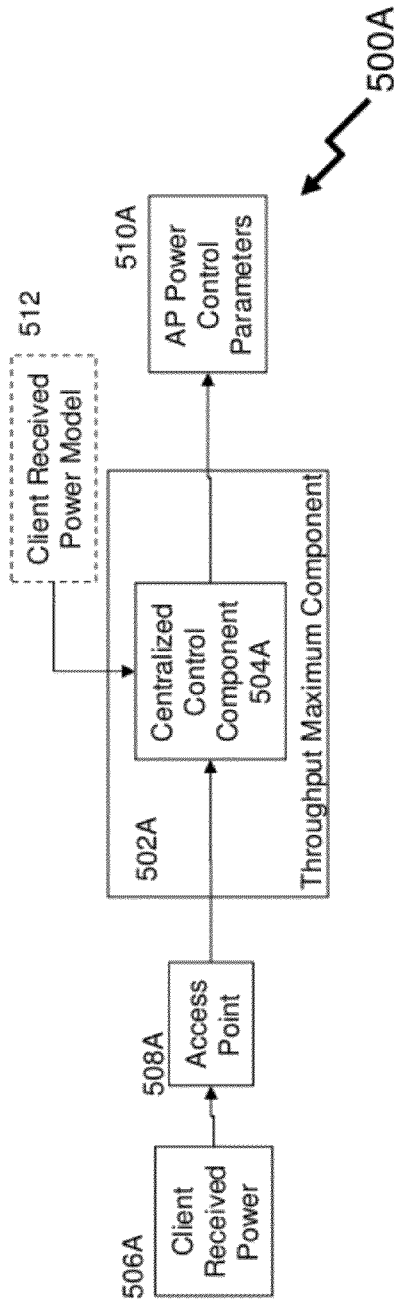 506A
Client
Received
Power
508A
Access
Point
502A
Centralized
Control
Component
504A
Throughput Maximum Component
Client Received
Power Model
512
510A
AP Power
Control
Parameters
500A